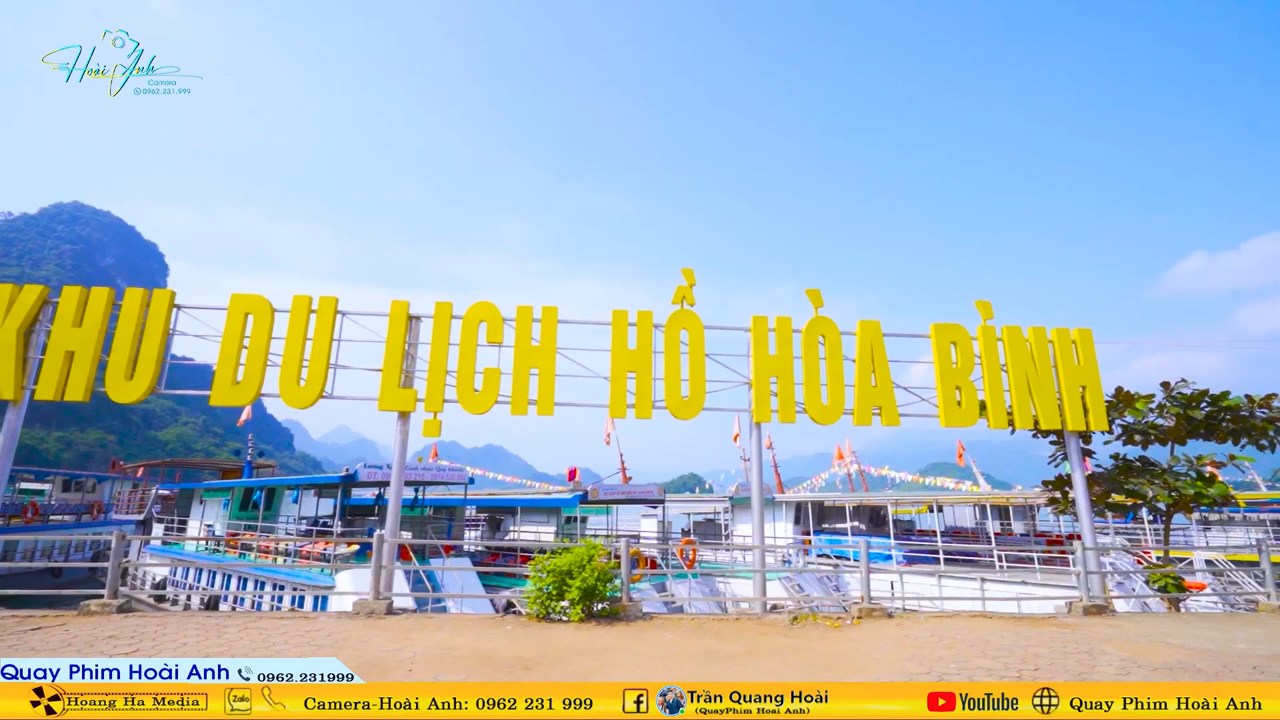 Hoài Anh
Camera
0962.231.999
KHU DU LỊCH HỒ HÒA BÌNH
Quay Phim Hoài Anh 0962.231999
Hoang Ha Media
Zalo
Camera-Hoài Anh: 0962 231 999
Trần Quang Hoài
(QuayPhim Hoai Anh)
YouTube
Quay Phim Hoài Anh